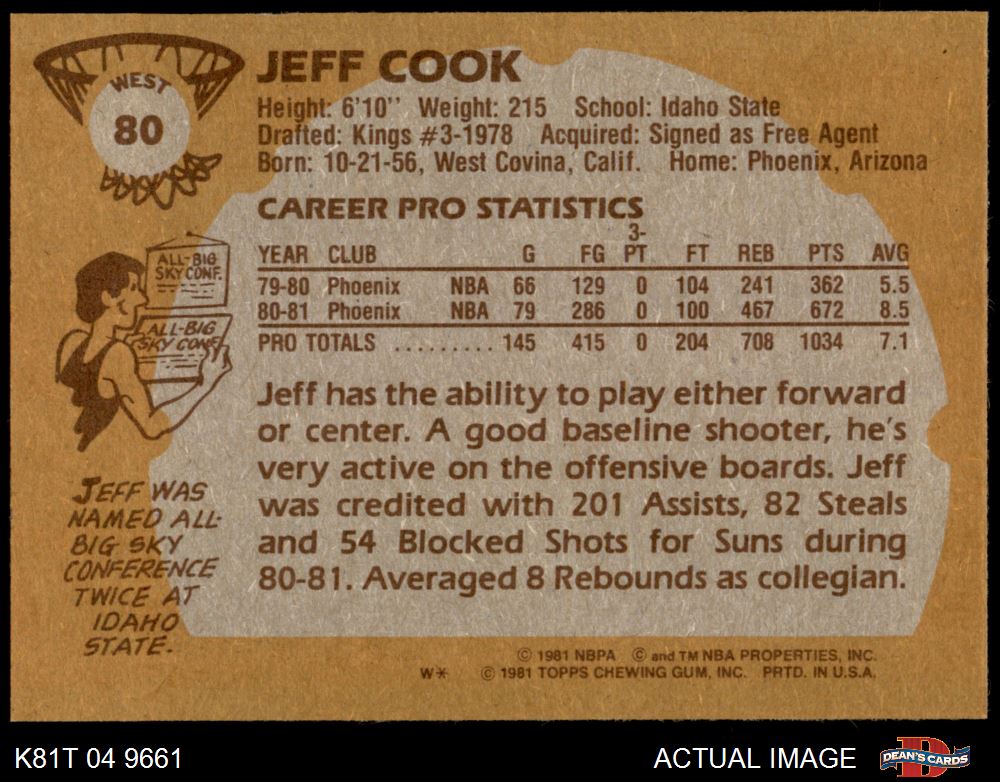 WEST
80
JEFF COOK
Height: 6'10'' Weight: 215 School: Idaho State
Drafted: Kings #3-1978 Acquired: Signed as Free Agent
Born: 10-21-56, West Covina, Calif. Home: Phoenix, Arizona
CAREER PRO STATISTICS
YEAR CLUB G FG 3-PT FT REB PTS AVG
79-80 Phoenix NBA 66 129 0 104 241 362 5.5
80-81 Phoenix NBA 79 286 0 100 467 672 8.5
PRO TOTALS .......... 145 415 0 204 708 1034 7.1
ALL-BIG
SKY CONF.
ALL-BIG
SKY CONF.
Jeff has the ability to play either forward
or center. A good baseline shooter, he's
very active on the offensive boards. Jeff
was credited with 201 Assists, 82 Steals
and 54 Blocked Shots for Suns during
80-81. Averaged 8 Rebounds as collegian.
JEFF WAS
NAMED ALL-
BIG SKY
CONFERENCE
TWICE AT
IDAHO
STATE.
© 1981 NBPA © and TM NBA PROPERTIES, INC.
W* © 1981 TOPPS CHEWING GUM, INC. PRTD. IN U.S.A.
K81T 04 9661
ACTUAL IMAGE
D
DEAN'S CARDS